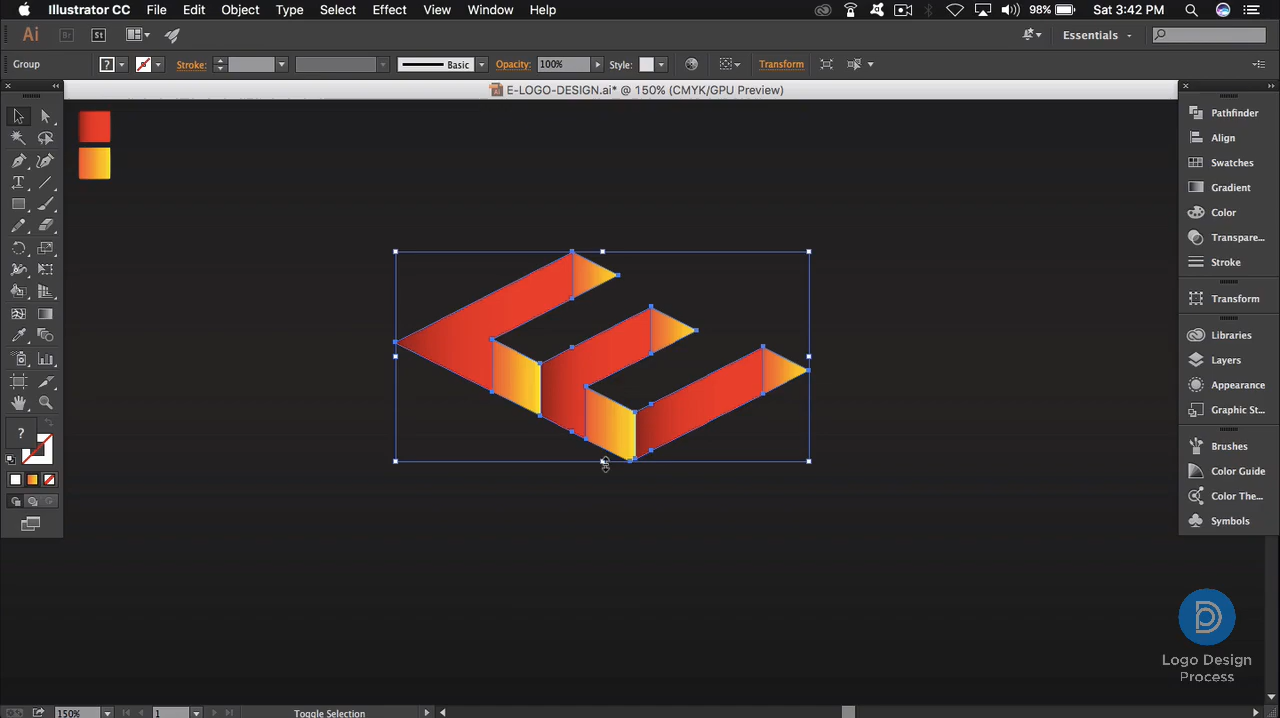 Illustrator CC File Edit Object Type Select Effect View Window Help 98% Sat 3:42 PM
Ai Br St Essentials
Group ? Stroke: Basic Opacity: 100% Style: Transform
E-LOGO-DESIGN.ai* @ 150% (CMYK/GPU Preview)
Pathfinder
Align
Swatches
Gradient
Color
Transpare...
Stroke
Transform
Libraries
Layers
Appearance
Graphic St...
Brushes
Color Guide
Color The...
Symbols
T
?
Logo Design
Process
150% 1 Toggle Selection